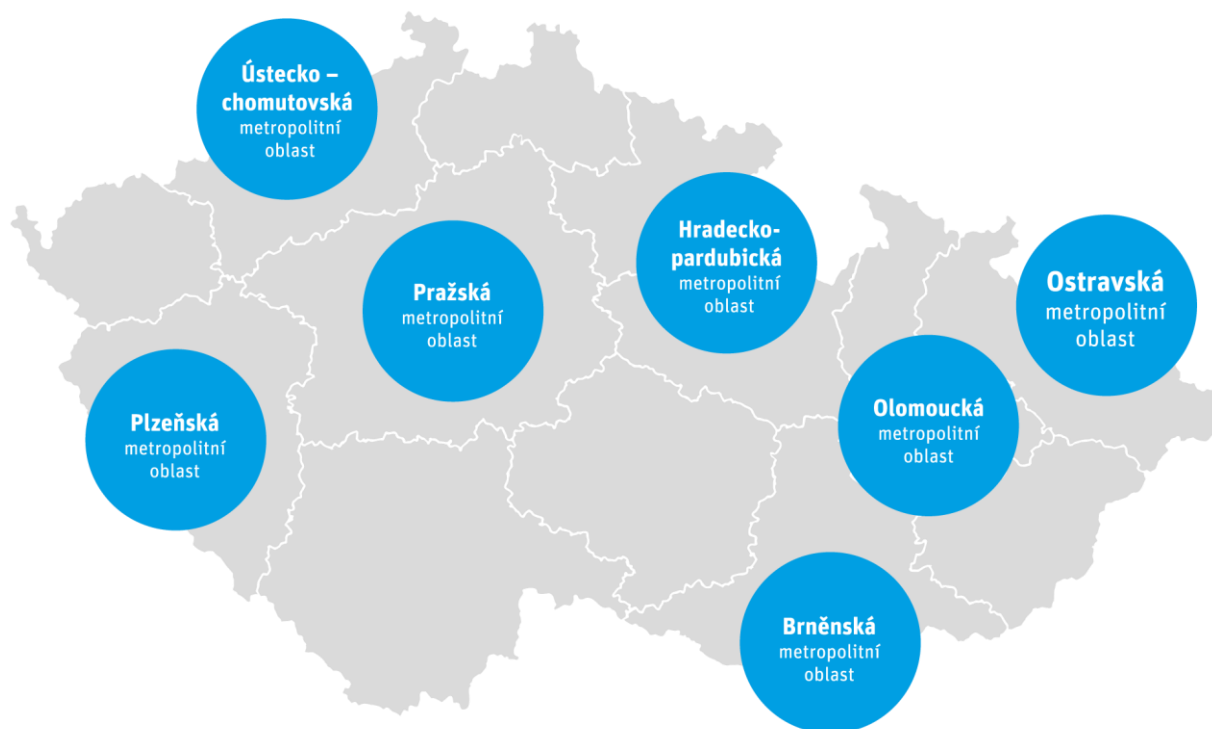 Ústecko –
chomutovská
metropolitní
oblast
Hradecko-
pardubická
metropolitní
oblast
Pražská
metropolitní
oblast
Ostravská
metropolitní
oblast
Plzeňská
metropolitní
oblast
Olomoucká
metropolitní
oblast
Brněnská
metropolitní
oblast